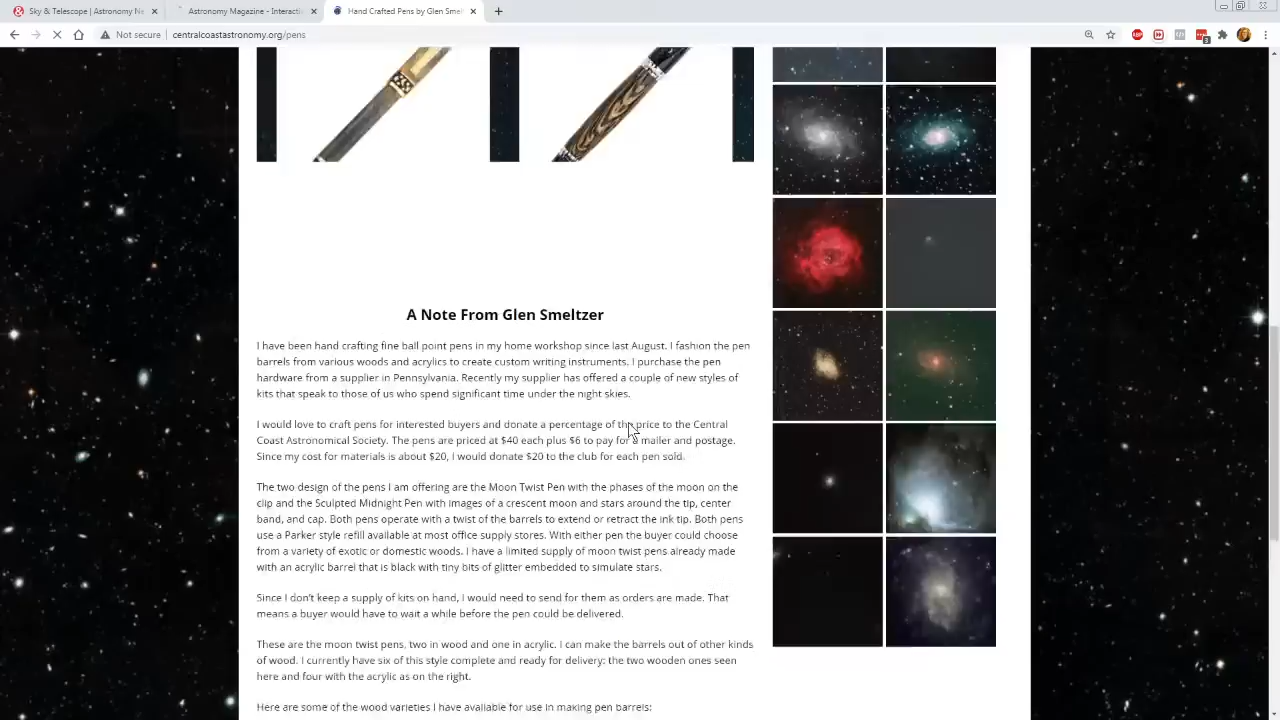 Sky & Telescope | Astronomy Ne
Astronomy Magazine - Interacti
Hand Crafted Pens by Glen Smelt
Not secure
centralcoastastronomy.org/pens
A Note From Glen Smeltzer
I have been hand crafting fine ball point pens in my home workshop since last August. I fashion the pen
barrels from various woods and acrylics to create custom writing instruments. I purchase the pen
hardware from a supplier in Pennsylvania. Recently my supplier has offered a couple of new styles of
kits that speak to those of us who spend significant time under the night skies.
I would love to craft pens for interested buyers and donate a percentage of the price to the Central
Coast Astronomical Society. The pens are priced at $40 each plus $6 to pay for a mailer and postage.
Since my cost for materials is about $20, I would donate $20 to the club for each pen sold.
The two design of the pens I am offering are the Moon Twist Pen with the phases of the moon on the
clip and the Sculpted Midnight Pen with images of a crescent moon and stars around the tip, center
band, and cap. Both pens operate with a twist of the barrels to extend or retract the ink tip. Both pens
use a Parker style refill available at most office supply stores. With either pen the buyer could choose
from a variety of exotic or domestic woods. I have a limited supply of moon twist pens already made
with an acrylic barrel that is black with tiny bits of glitter embedded to simulate stars.
Since I don't keep a supply of kits on hand, I would need to send for them as orders are made. That
means a buyer would have to wait a while before the pen could be delivered.
These are the moon twist pens, two in wood and one in acrylic. I can make the barrels out of other kinds
of wood. I currently have six of this style complete and ready for delivery: the two wooden ones seen
here and four with the acrylic as on the right.
Here are some of the wood varieties I have available for use in making pen barrels: